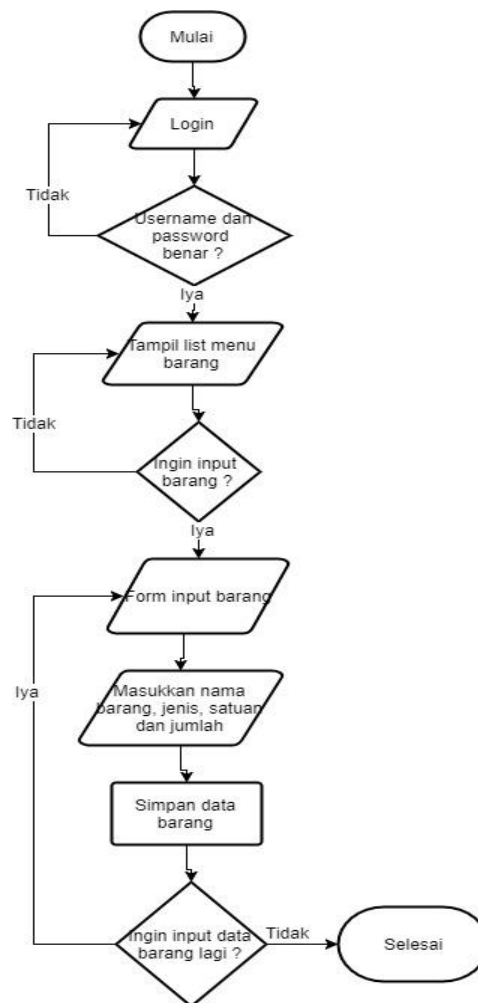 Mulai
Login
Tidak
Username dan
password
benar ?
Iya
Tampil list menu
barang
Tidak
Ingin input
barang ?
Iya
Form input barang
Iya
Masukkan nama
barang, jenis, satuan
dan jumlah
Simpan data
barang
Ingin input data
barang lagi ?
Tidak
Selesai